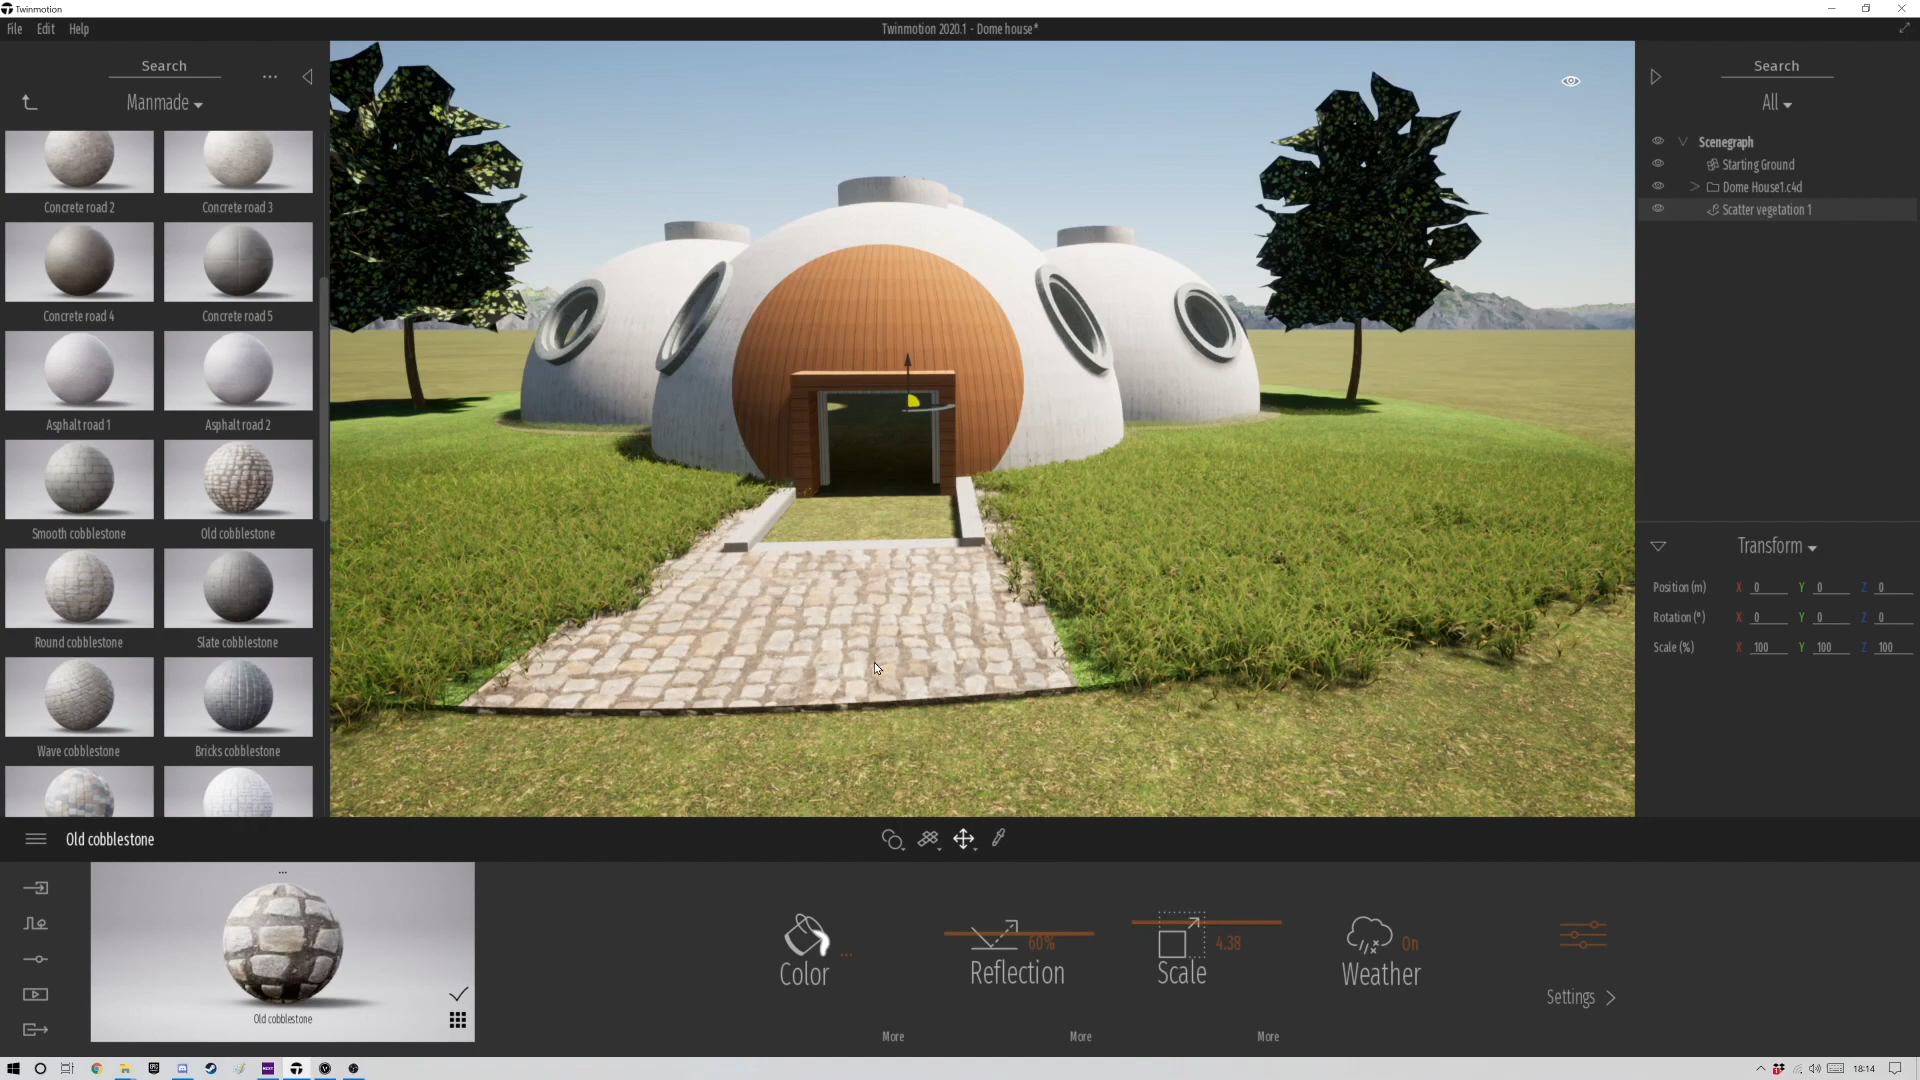 Twinmotion
File Edit Help
Twinmotion 2020.1 - Dome house*
Search
...
Manmade
Concrete road 2
Concrete road 3
Concrete road 4
Concrete road 5
Asphalt road 1
Asphalt road 2
Smooth cobblestone
Old cobblestone
Round cobblestone
Slate cobblestone
Wave cobblestone
Bricks cobblestone
Search
All
Scenegraph
Starting Ground
Dome House1.c4d
Scatter vegetation 1
Transform
Position (m) X 0 Y 0 Z 0
Rotation (°) X 0 Y 0 Z 0
Scale (%) X 100 Y 100 Z 100
Old cobblestone
...
Old cobblestone
Color ...
Reflection 60%
Scale 4.38
Weather On
More
More
More
Settings
NEXT
18:14